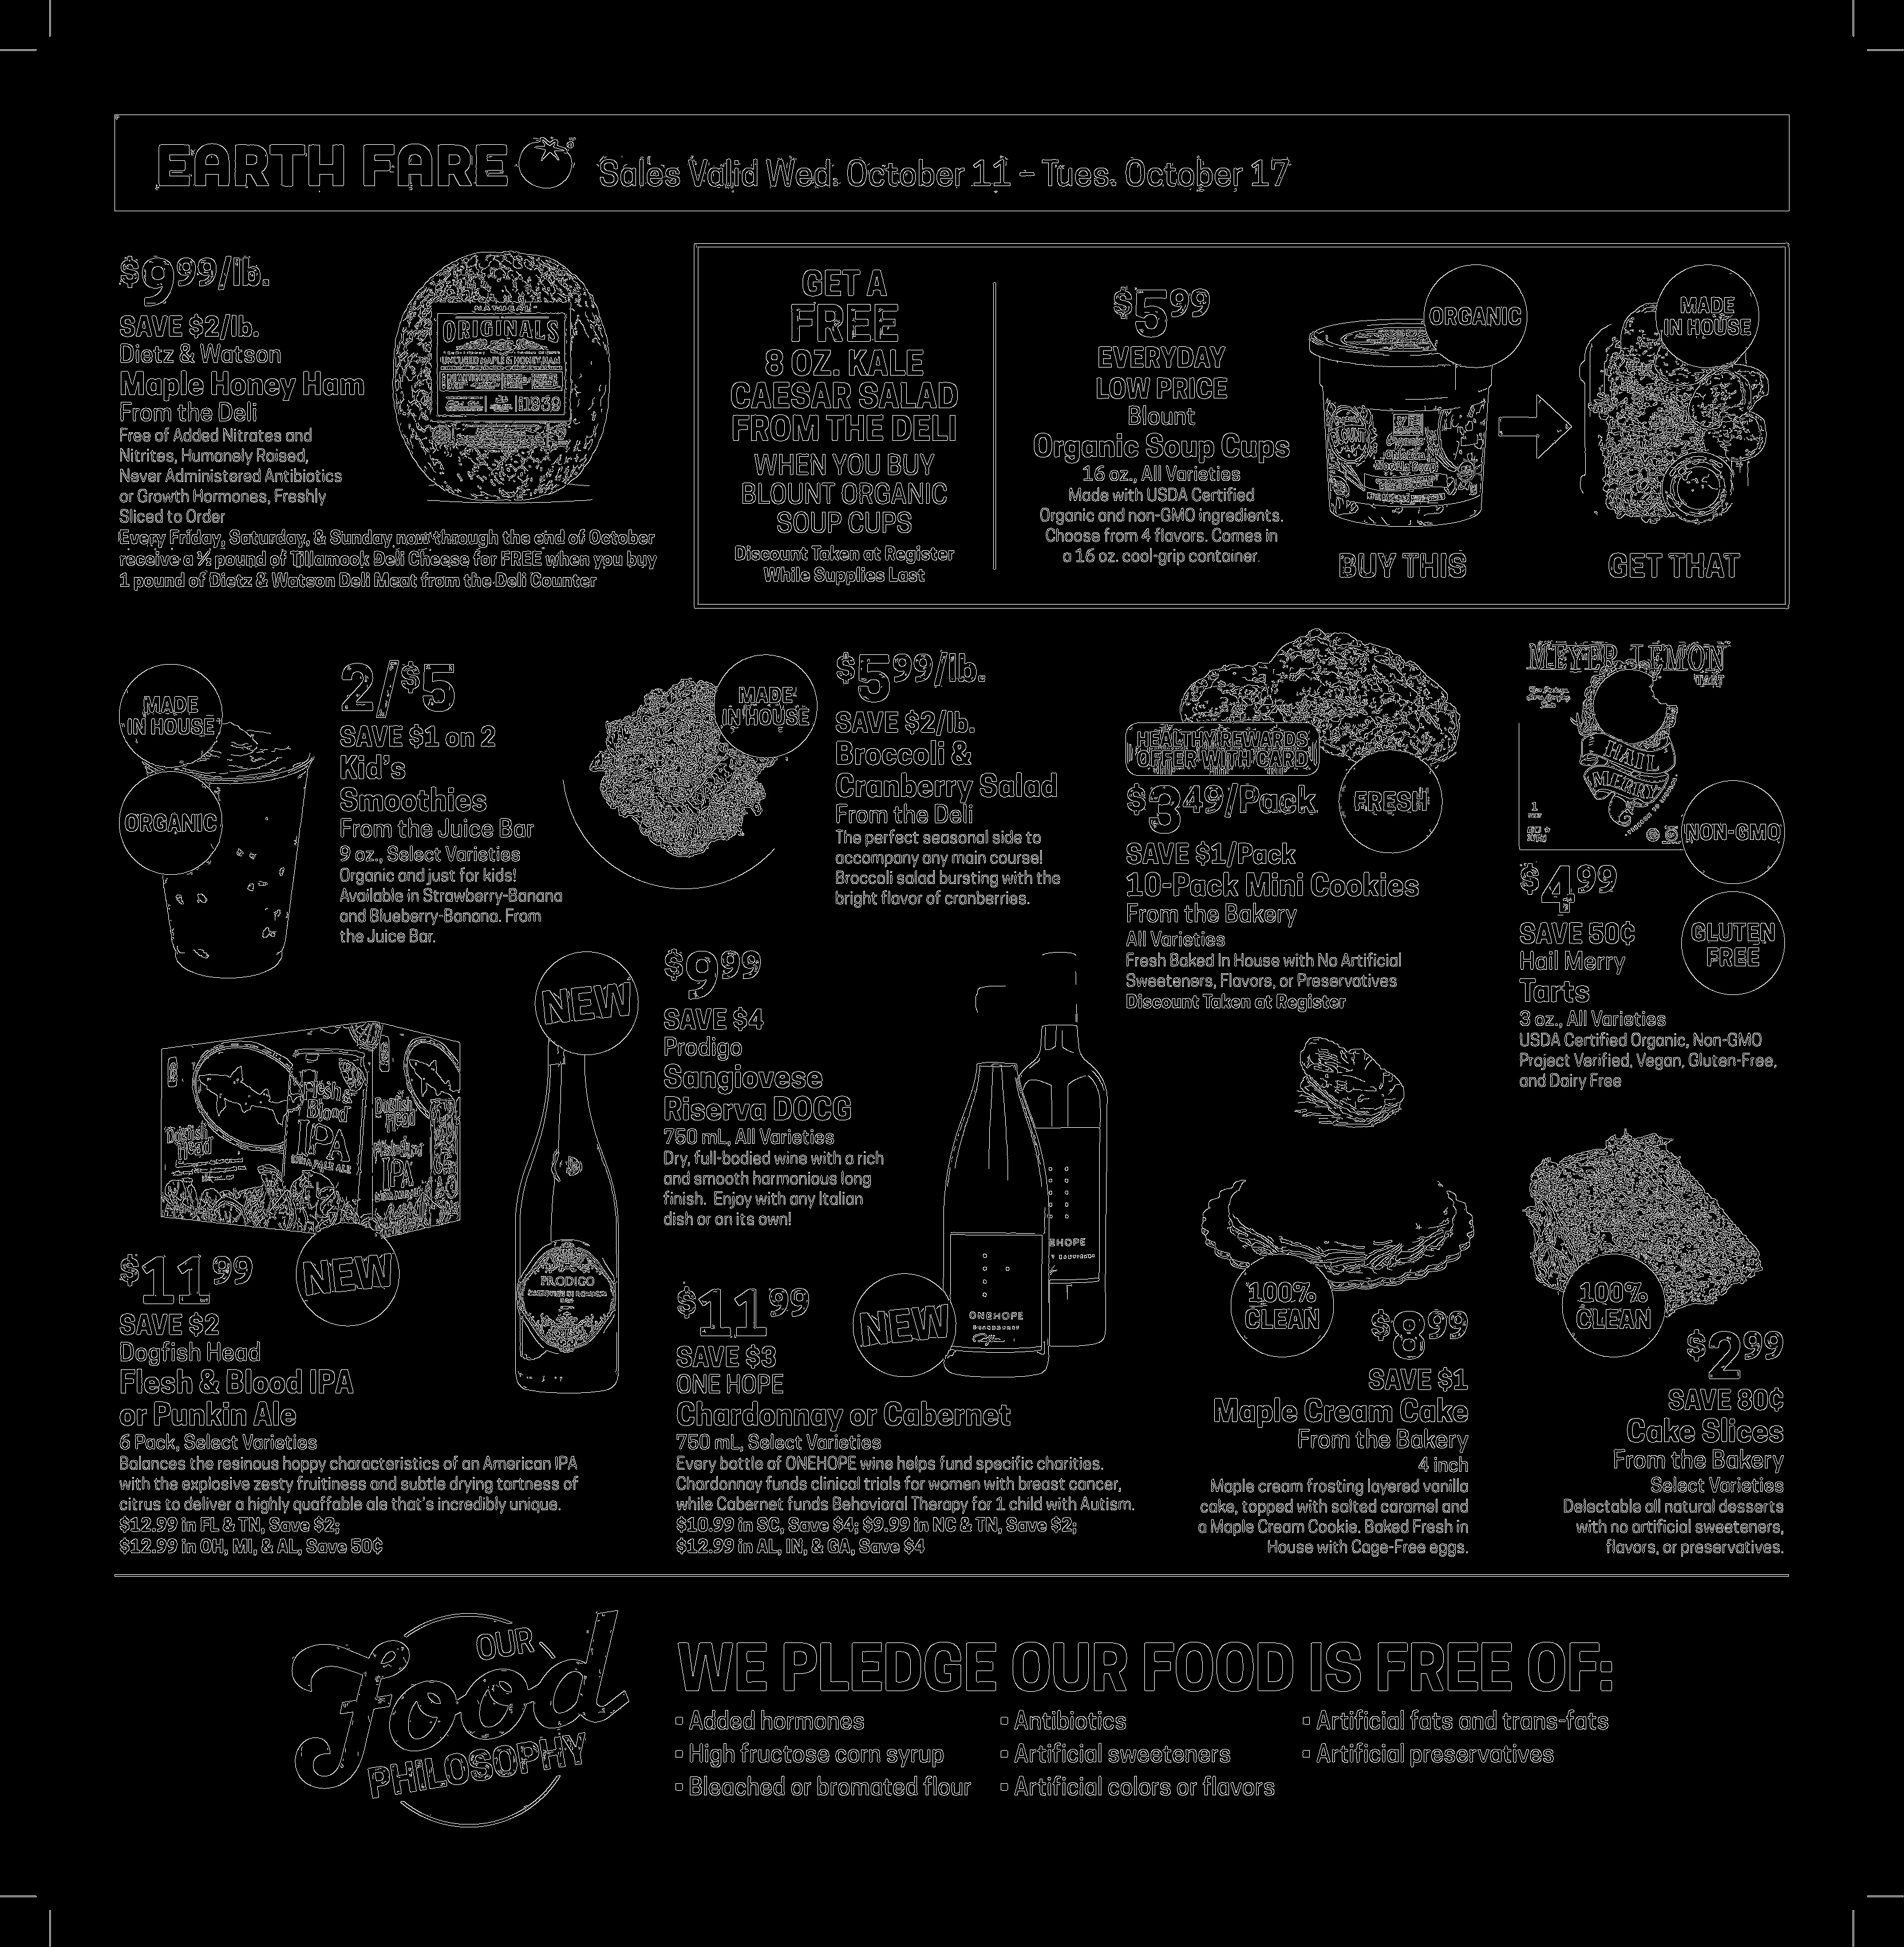 EARTH FARE
Sales Valid Wed. October 11 – Tues. October 17
$9.99/lb.
SAVE $2/lb.
Dietz & Watson
Maple Honey Ham
From the Deli
Free of Added Nitrates and
Nitrites, Humanely Raised,
Never Administered Antibiotics
or Growth Hormones, Freshly
Sliced to Order
Every Friday, Saturday, & Sunday now through the end of October
receive a ½ pound of Tillamook Deli Cheese for FREE when you buy
1 pound of Dietz & Watson Deli Meat from the Deli Counter
ORIGINALS
UNCURED MAPLE & HONEY HAM
1939
GET A
FREE
8 OZ. KALE
CAESAR SALAD
FROM THE DELI
WHEN YOU BUY
BLOUNT ORGANIC
SOUP CUPS
Discount Taken at Register
While Supplies Last
$5.99
EVERYDAY
LOW PRICE
Blount
Organic Soup Cups
16 oz., All Varieties
Made with USDA Certified
Organic and non-GMO ingredients.
Choose from 4 flavors. Comes in
a 16 oz. cool-grip container.
ORGANIC
BLOUNT
BUY THIS
MADE
IN HOUSE
GET THAT
MADE
IN HOUSE
ORGANIC
2/$5
SAVE $1 on 2
Kid's
Smoothies
From the Juice Bar
9 oz., Select Varieties
Organic and just for kids!
Available in Strawberry-Banana
and Blueberry-Banana. From
the Juice Bar.
MADE
IN HOUSE
$5.99/lb.
SAVE $2/lb.
Broccoli &
Cranberry Salad
From the Deli
The perfect seasonal side to
accompany any main course!
Broccoli salad bursting with the
bright flavor of cranberries.
HEALTHY REWARDS
OFFER WITH CARD
FRESH
$3.49/Pack
SAVE $1/Pack
10-Pack Mini Cookies
From the Bakery
All Varieties
Fresh Baked In House with No Artificial
Sweeteners, Flavors, or Preservatives
Discount Taken at Register
MEYER LEMON
TART
HAIL
MERRY
NON-GMO
GLUTEN
FREE
$4.99
SAVE 50¢
Hail Merry
Tarts
3 oz., All Varieties
USDA Certified Organic, Non-GMO
Project Verified, Vegan, Gluten-Free,
and Dairy Free
Dogfish
Head
Flesh &
Blood
IPA
INDIA PALE ALE
Dogfish
Head
IPA
NEW
$11.99
SAVE $2
Dogfish Head
Flesh & Blood IPA
or Punkin Ale
6 Pack, Select Varieties
Balances the resinous hoppy characteristics of an American IPA
with the explosive zesty fruitiness and subtle drying tartness of
citrus to deliver a highly quaffable ale that's incredibly unique.
$12.99 in FL & TN, Save $2;
$12.99 in OH, MI, & AL, Save 50¢
NEW
PRODIGO
$9.99
SAVE $4
Prodigo
Sangiovese
Riserva DOCG
750 mL, All Varieties
Dry, full-bodied wine with a rich
and smooth harmonious long
finish. Enjoy with any Italian
dish or on its own!
NEW
ONEHOPE
CHARDONNAY
EHOPE
$11.99
SAVE $3
ONE HOPE
Chardonnay or Cabernet
750 mL, Select Varieties
Every bottle of ONEHOPE wine helps fund specific charities.
Chardonnay funds clinical trials for women with breast cancer,
while Cabernet funds Behavioral Therapy for 1 child with Autism.
$10.99 in SC, Save $4; $9.99 in NC & TN, Save $2;
$12.99 in AL, IN, & GA, Save $4
100%
CLEAN
$8.99
SAVE $1
Maple Cream Cake
From the Bakery
4 inch
Maple cream frosting layered vanilla
cake, topped with salted caramel and
a Maple Cream Cookie. Baked Fresh in
House with Cage-Free eggs.
100%
CLEAN
$2.99
SAVE 80¢
Cake Slices
From the Bakery
Select Varieties
Delectable all natural desserts
with no artificial sweeteners,
flavors, or preservatives.
OUR
Food
PHILOSOPHY
WE PLEDGE OUR FOOD IS FREE OF:
▪ Added hormones
▪ High fructose corn syrup
▪ Bleached or bromated flour
▪ Antibiotics
▪ Artificial sweeteners
▪ Artificial colors or flavors
▪ Artificial fats and trans-fats
▪ Artificial preservatives